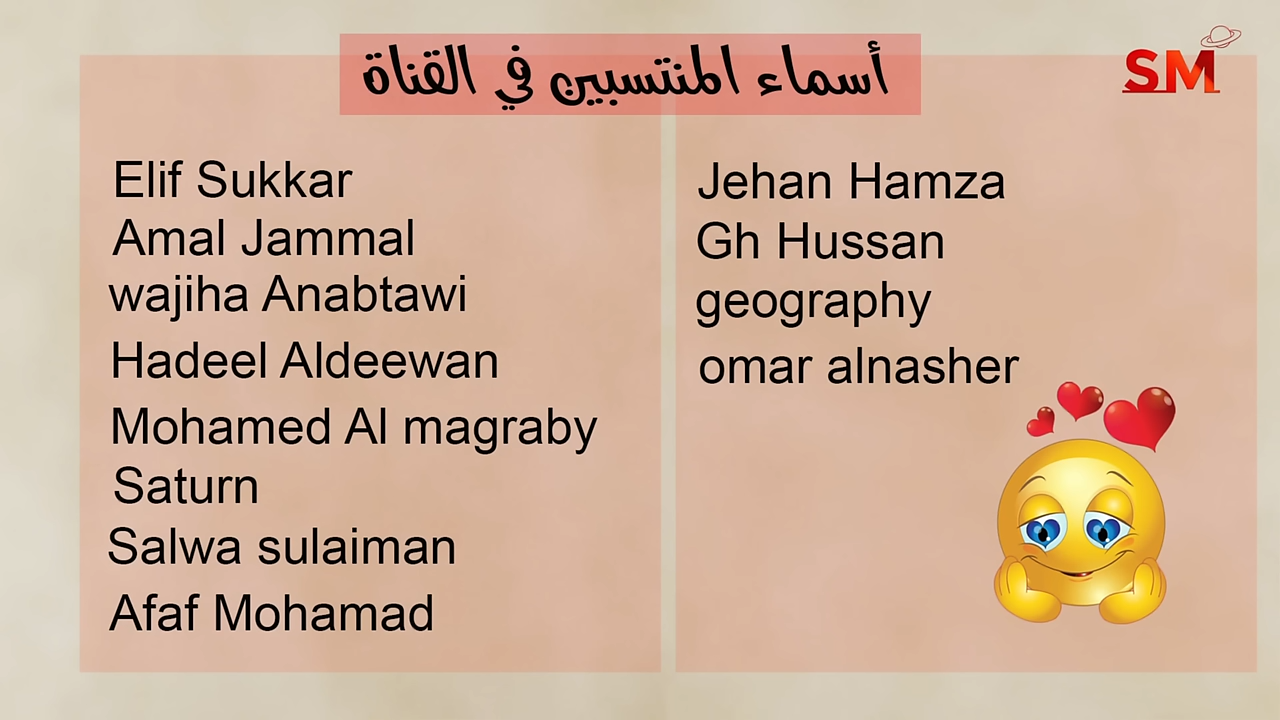 أسماء المنتسبين في القناة
SM
Elif Sukkar
Amal Jammal
wajiha Anabtawi
Hadeel Aldeewan
Mohamed Al magraby
Saturn
Salwa sulaiman
Afaf Mohamad
Jehan Hamza
Gh Hussan
geography
omar alnasher